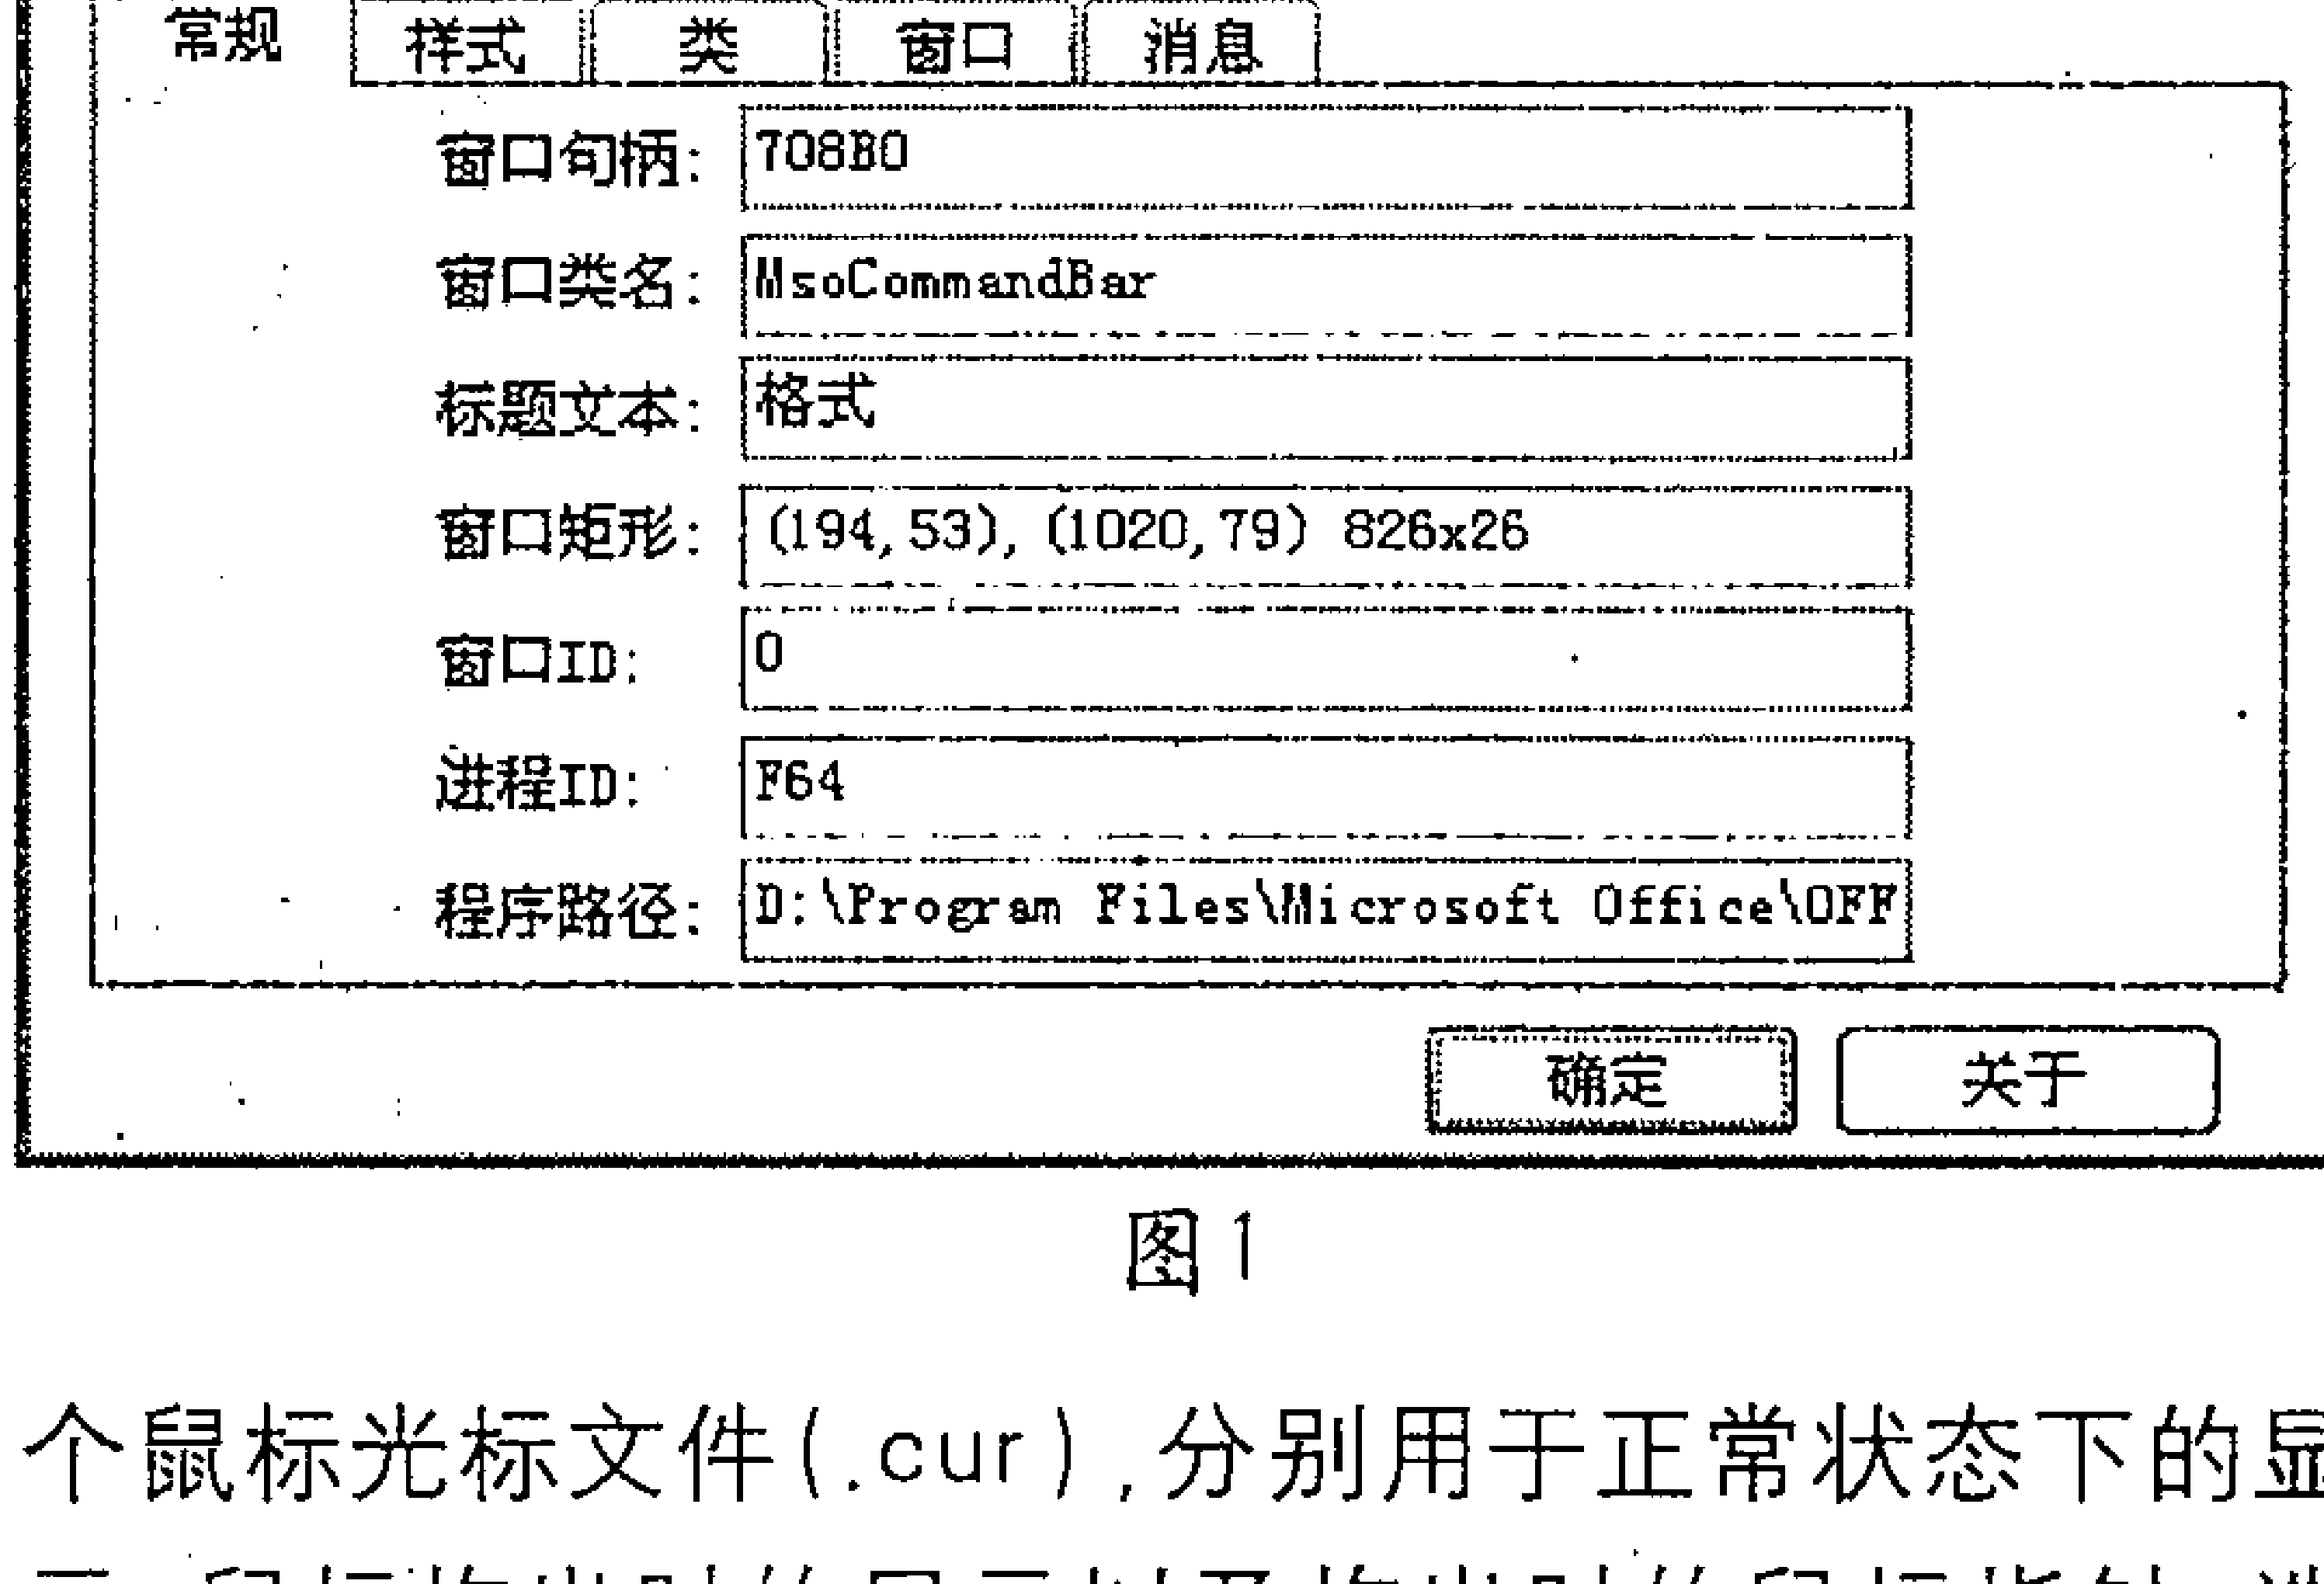 常规 样式 类 窗口 消息
窗口句柄: 708B0
窗口类名: MsoCommandBar
标题文本: 格式
窗口矩形: (194,53),(1020,79) 826x26
窗口ID: 0
进程ID: F64
程序路径: D:\Program Files\Microsoft Office\OFF
确定 关于
图1
个鼠标光标文件(.cur),分别用于正常状态下的显